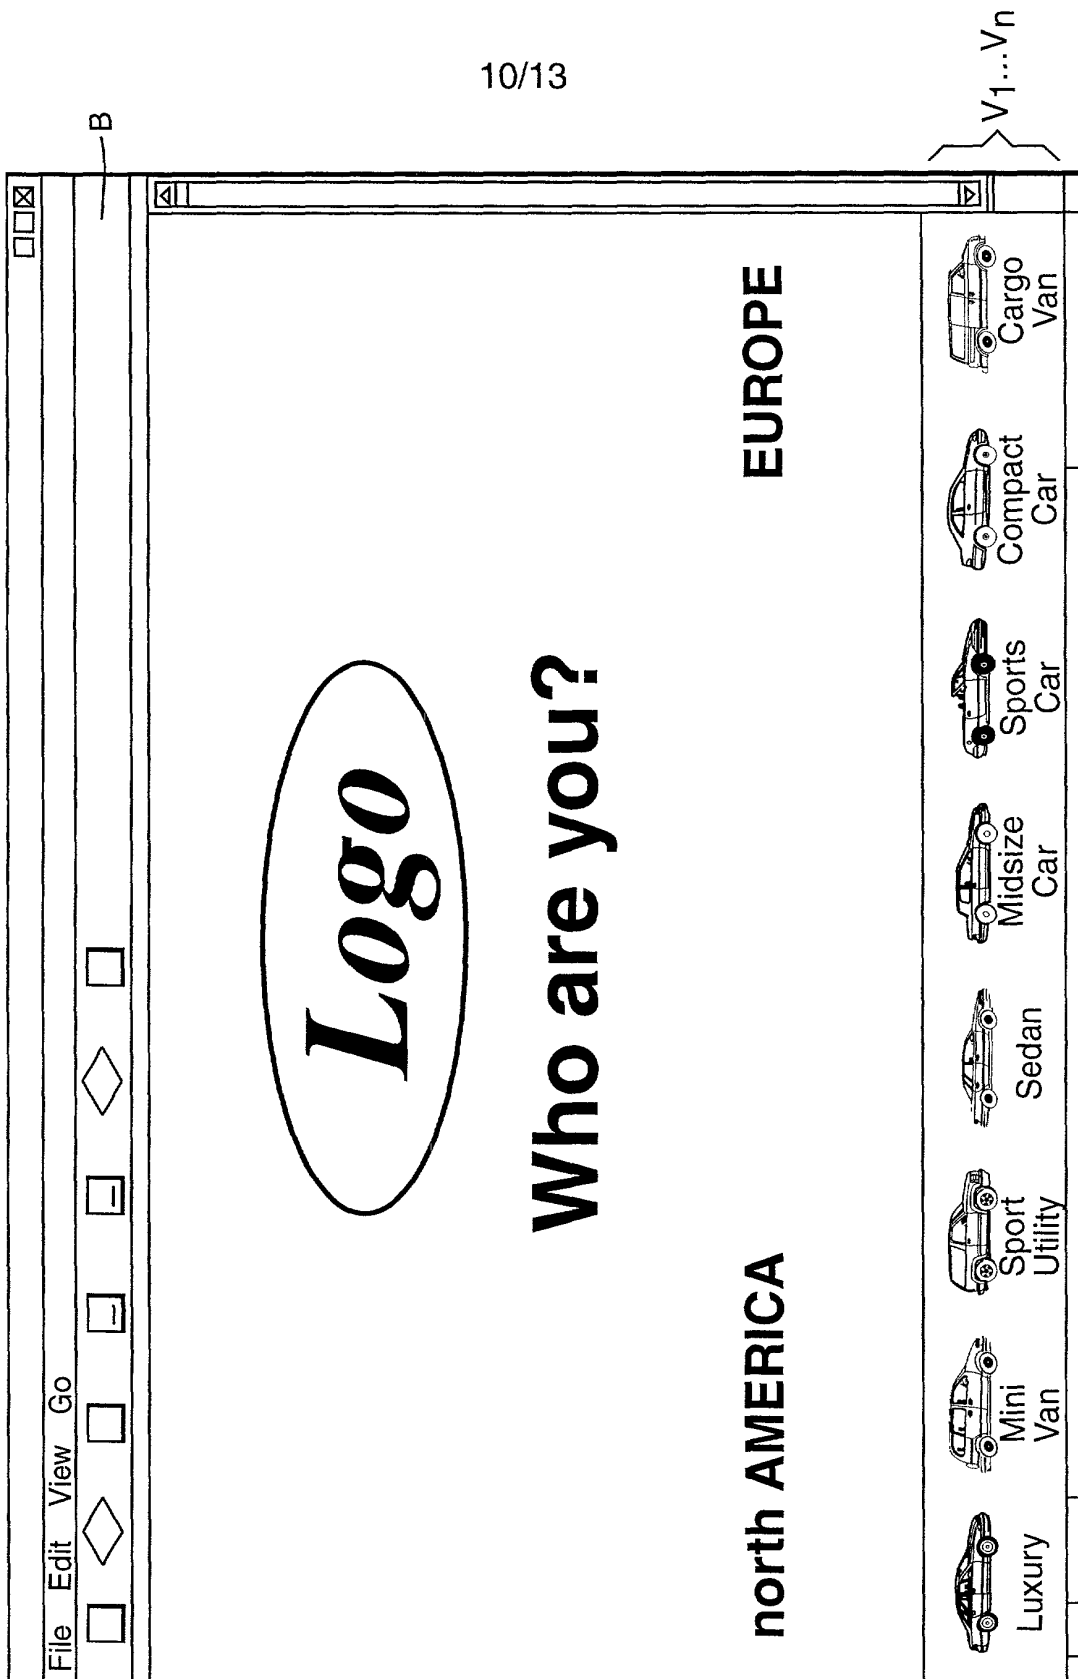 10/13
B
File Edit View Go
Logo
Who are you?
north AMERICA EUROPE
Luxury
Mini
Van
Sport
Utility
Sedan
Midsize
Car
Sports
Car
Compact
Car
Cargo
Van
V1...Vn